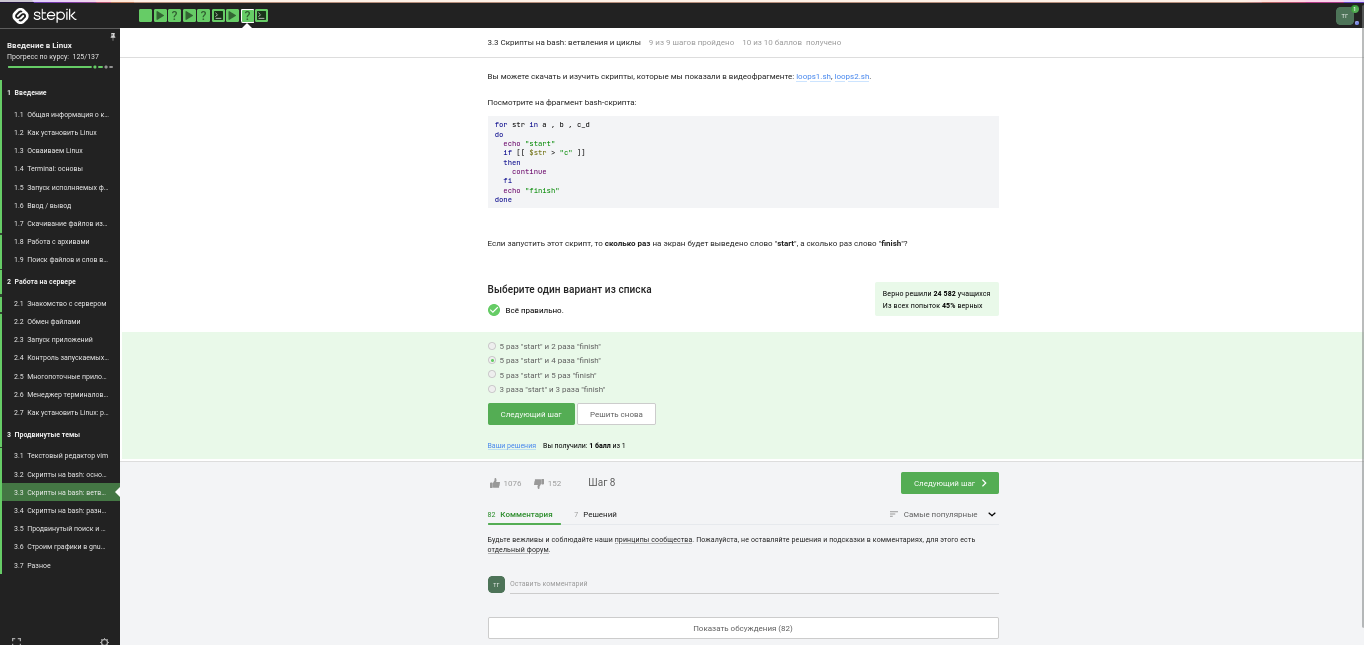 stepik
тг
Введение в Linux
Прогресс по курсу: 125/137
1 Введение
1.1 Общая информация о к...
1.2 Как установить Linux
1.3 Осваиваем Linux
1.4 Terminal: основы
1.5 Запуск исполняемых ф...
1.6 Ввод / вывод
1.7 Скачивание файлов из...
1.8 Работа с архивами
1.9 Поиск файлов и слов в...
2 Работа на сервере
2.1 Знакомство с сервером
2.2 Обмен файлами
2.3 Запуск приложений
2.4 Контроль запускаемых...
2.5 Многопоточные прило...
2.6 Менеджер терминалов...
2.7 Как установить Linux: р...
3 Продвинутые темы
3.1 Текстовый редактор vim
3.2 Скрипты на bash: осно...
3.3 Скрипты на bash: ветв...
3.4 Скрипты на bash: разн...
3.5 Продвинутый поиск и ...
3.6 Строим графики в gnu...
3.7 Разное
3.3 Скрипты на bash: ветвления и циклы 9 из 9 шагов пройдено 10 из 10 баллов получено
Вы можете скачать и изучить скрипты, которые мы показали в видеофрагменте: loops1.sh, loops2.sh.
Посмотрите на фрагмент bash-скрипта:
for str in a , b , c_d
do
echo "start"
if [[ $str > "c" ]]
then
continue
fi
echo "finish"
done
Если запустить этот скрипт, то сколько раз на экран будет выведено слово "start", а сколько раз слово "finish"?
Выберите один вариант из списка
Всё правильно.
Верно решили 24 582 учащихся
Из всех попыток 45% верных
5 раз "start" и 2 раза "finish"
5 раз "start" и 4 раза "finish"
5 раз "start" и 5 раз "finish"
3 раза "start" и 3 раза "finish"
Следующий шаг Решить снова
Ваши решения Вы получили: 1 балл из 1
1076 152 Шаг 8 Следующий шаг
82 Комментария 7 Решений Самые популярные
Будьте вежливы и соблюдайте наши принципы сообщества. Пожалуйста, не оставляйте решения и подсказки в комментариях, для этого есть
отдельный форум.
тг Оставить комментарий
Показать обсуждения (82)